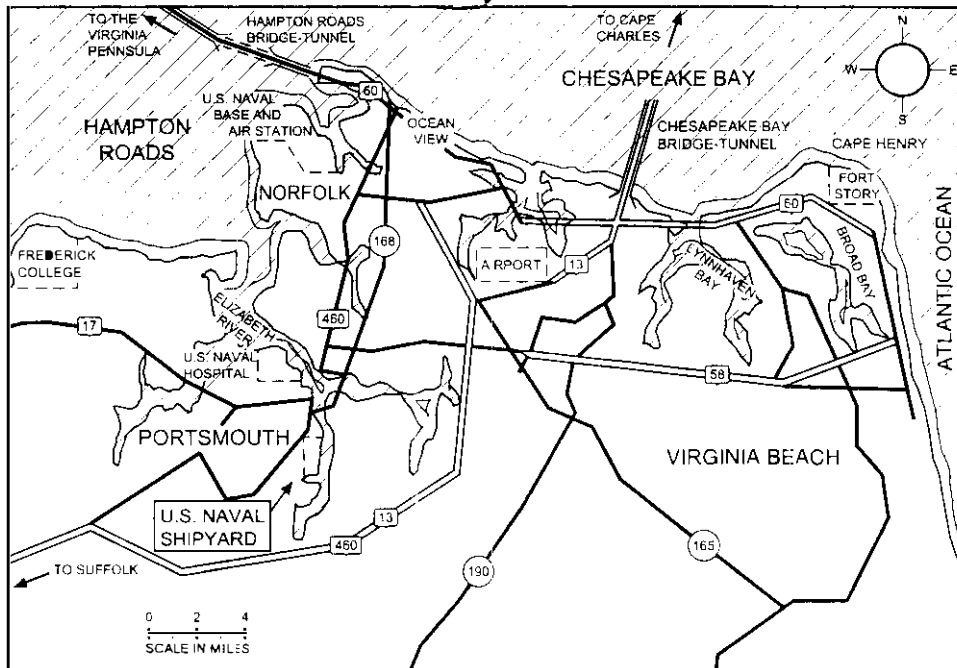 TO THE
VIRGINIA
PENNSULA
HAMPTON ROADS
BRIDGE-TUNNEL
TO CAPE
CHARLES
N
W
E
S
60
CHESAPEAKE BAY
U.S. NAVAL
BASE AND
AIR STATION
OCEAN
VIEW
CHESAPEAKE BAY
BRIDGE-TUNNEL
CAPE HENRY
HAMPTON
ROADS
FORT
STORY
NORFOLK
60
168
FREDERICK
COLLEGE
AIRPORT
13
LYNNHAVEN
BAY
BROAD BAY
ATLANTIC OCEAN
ELIZABETH
RIVER
17
460
U.S. NAVAL
HOSPITAL
58
PORTSMOUTH
VIRGINIA BEACH
U.S. NAVAL
SHIPYARD
13
460
165
190
TO SUFFOLK
0 2 4
SCALE IN MILES